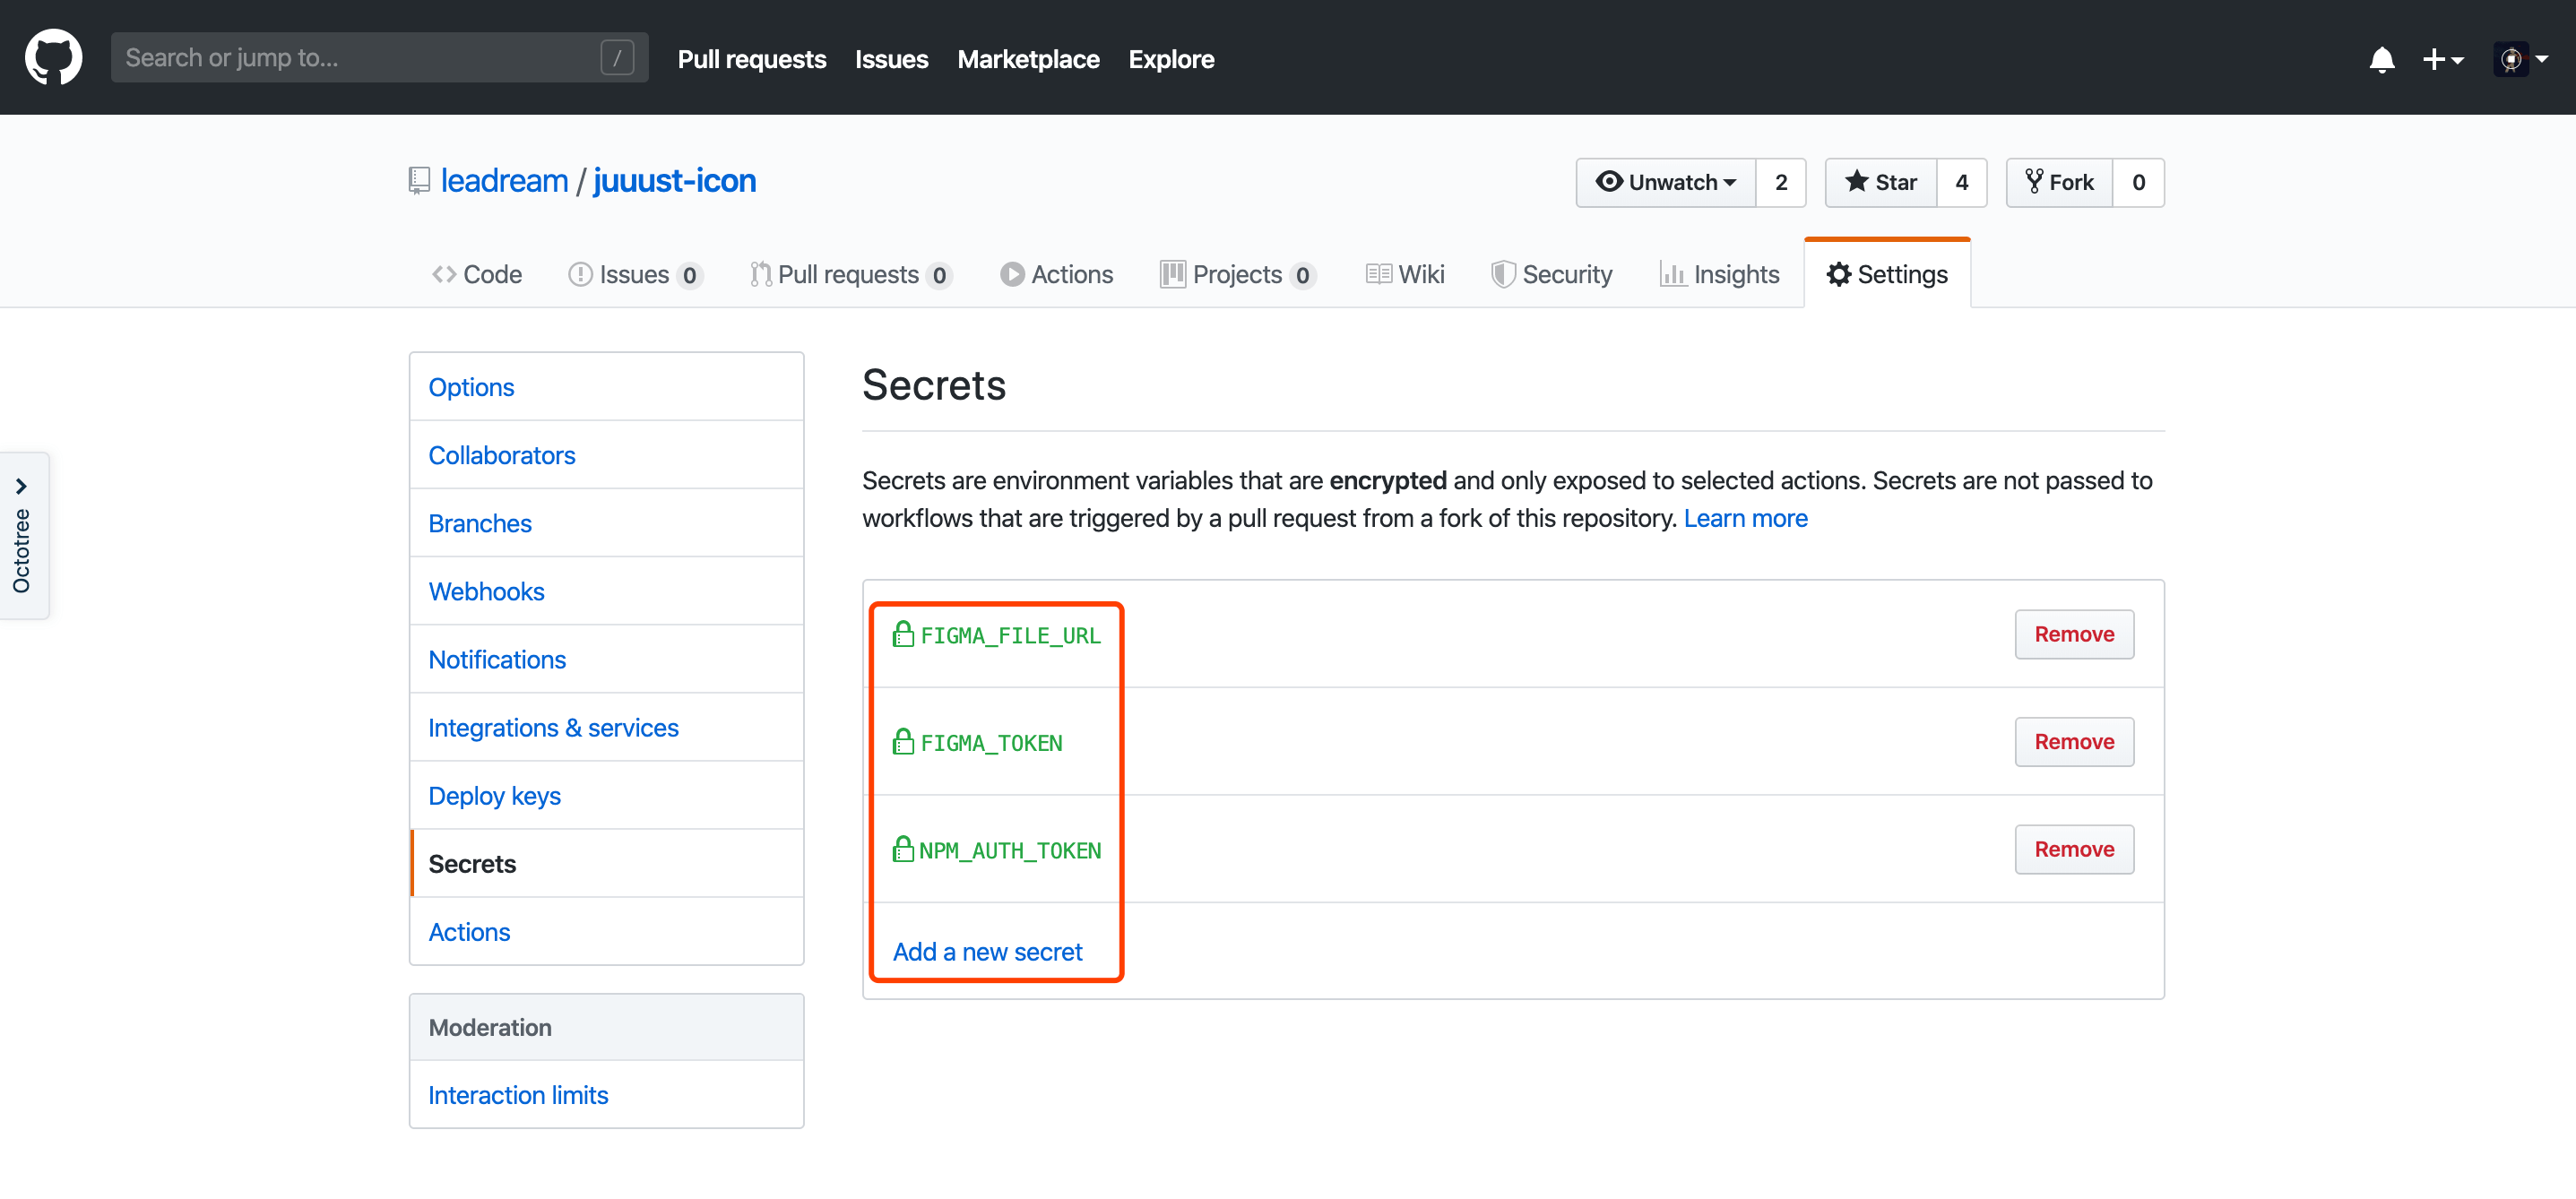 Search or jump to... /
Pull requests Issues Marketplace Explore
leadream / juuust-icon
Unwatch 2 Star 4 Fork 0
Code Issues 0 Pull requests 0 Actions Projects 0 Wiki Security Insights Settings
Octotree
Options
Collaborators
Branches
Webhooks
Notifications
Integrations & services
Deploy keys
Secrets
Actions
Moderation
Interaction limits
Secrets
Secrets are environment variables that are encrypted and only exposed to selected actions. Secrets are not passed to
workflows that are triggered by a pull request from a fork of this repository. Learn more
FIGMA_FILE_URL Remove
FIGMA_TOKEN Remove
NPM_AUTH_TOKEN Remove
Add a new secret